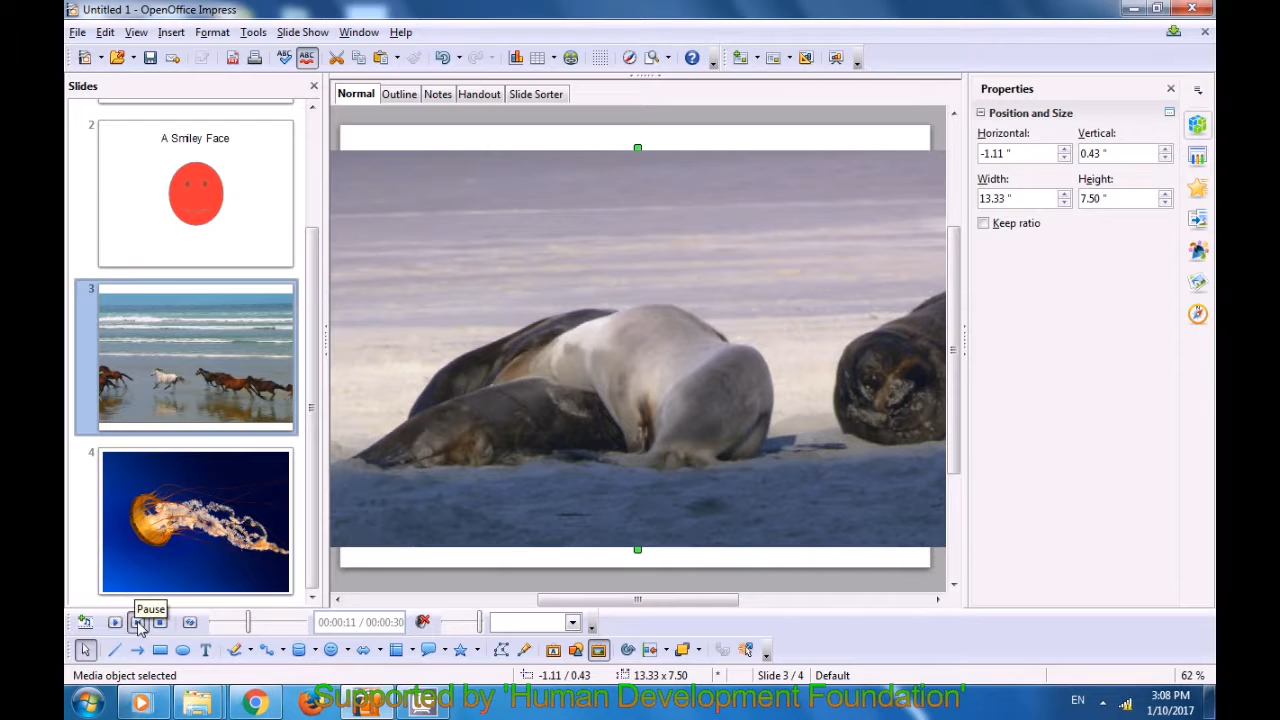 Untitled 1 - OpenOffice Impress
File Edit View Insert Format Tools Slide Show Window Help
Slides
Normal Outline Notes Handout Slide Sorter
Properties
Position and Size
Horizontal: Vertical:
-1.11 " 0.43 "
Width: Height:
13.33 " 7.50 "
Keep ratio
2
A Smiley Face
3
4
Pause
00:00:11 / 00:00:30
Media object selected -1.11 / 0.43 13.33 x 7.50 * Slide 3 / 4 Default 62 %
Supported by 'Human Development Foundation'
EN 3:08 PM
1/10/2017